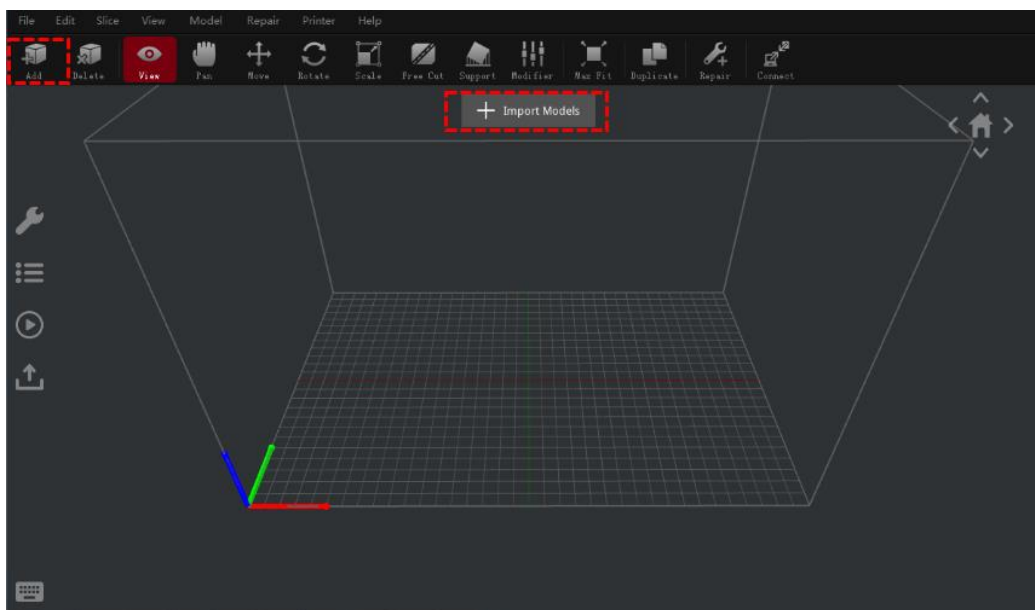 File Edit Slice View Model Repair Printer Help
Add Delete View Pan Move Rotate Scale Free Cut Support Modifier Max Fit Duplicate Repair Connect
Import Models